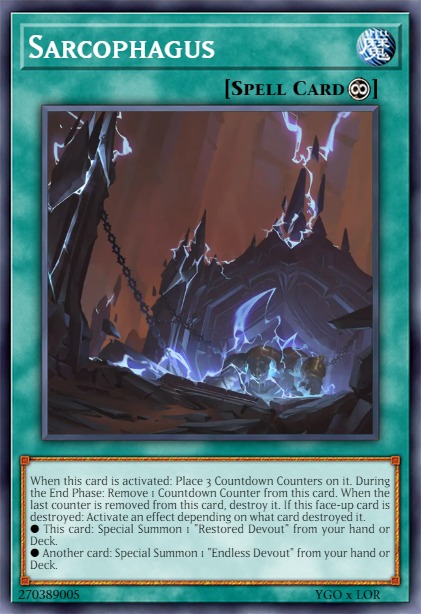 SARCOPHAGUS
魔
[SPELL CARD]
When this card is activated: Place 3 Countdown Counters on it. During
the End Phase: Remove 1 Countdown Counter from this card. When the
last counter is removed from this card, destroy it. If this face-up card is
destroyed: Activate an effect depending on what card destroyed it.
● This card: Special Summon 1 "Restored Devout" from your hand or
Deck.
● Another card: Special Summon 1 "Endless Devout" from your hand or
Deck.
270389005 YGO x LOR